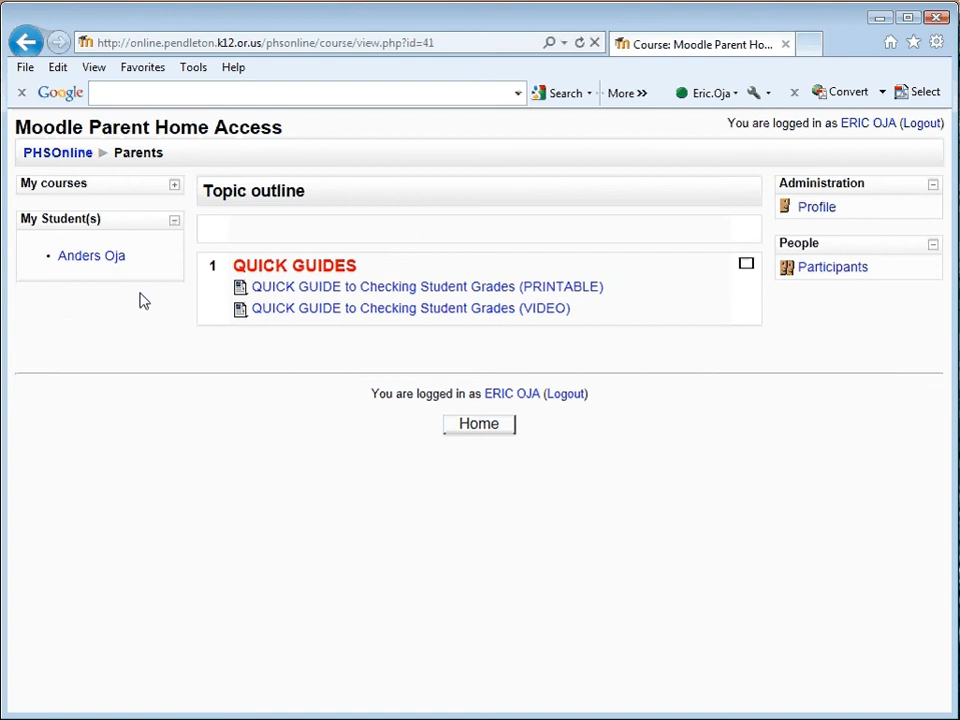 http://online.pendleton.k12.or.us/phsonline/course/view.php?id=41
Course: Moodle Parent Ho...
File Edit View Favorites Tools Help
x Google Search More >> Eric.Oja x Convert Select
Moodle Parent Home Access
You are logged in as ERIC OJA (Logout)
PHSOnline ► Parents
My courses
My Student(s)
• Anders Oja
Topic outline
1 QUICK GUIDES
QUICK GUIDE to Checking Student Grades (PRINTABLE)
QUICK GUIDE to Checking Student Grades (VIDEO)
Administration
Profile
People
Participants
You are logged in as ERIC OJA (Logout)
Home